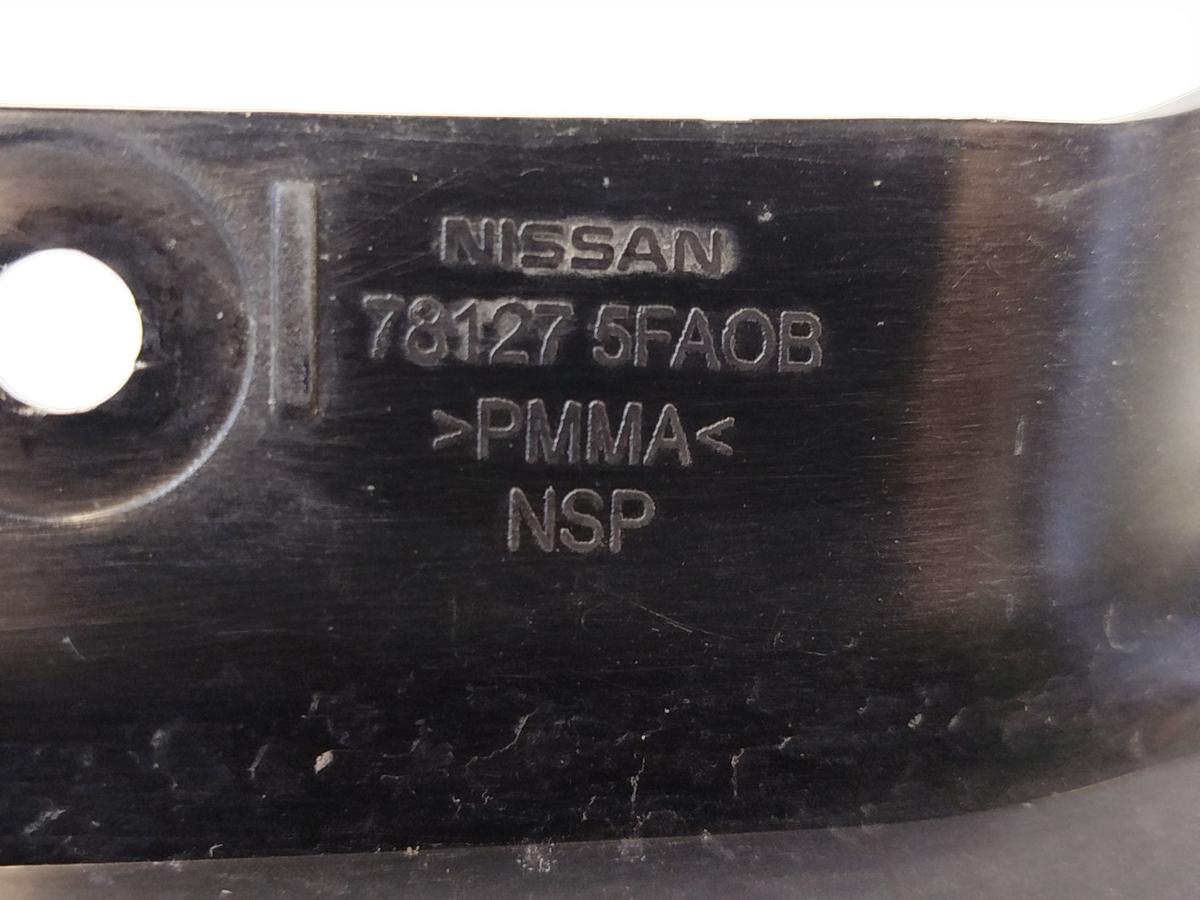 NISSAN
78127 5FA0B
>PMMA<
NSP